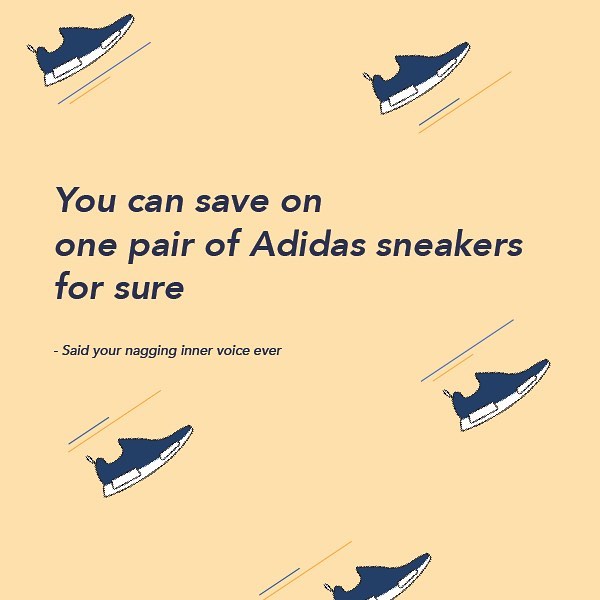 You can save on
one pair of Adidas sneakers
for sure
- Said your nagging inner voice ever